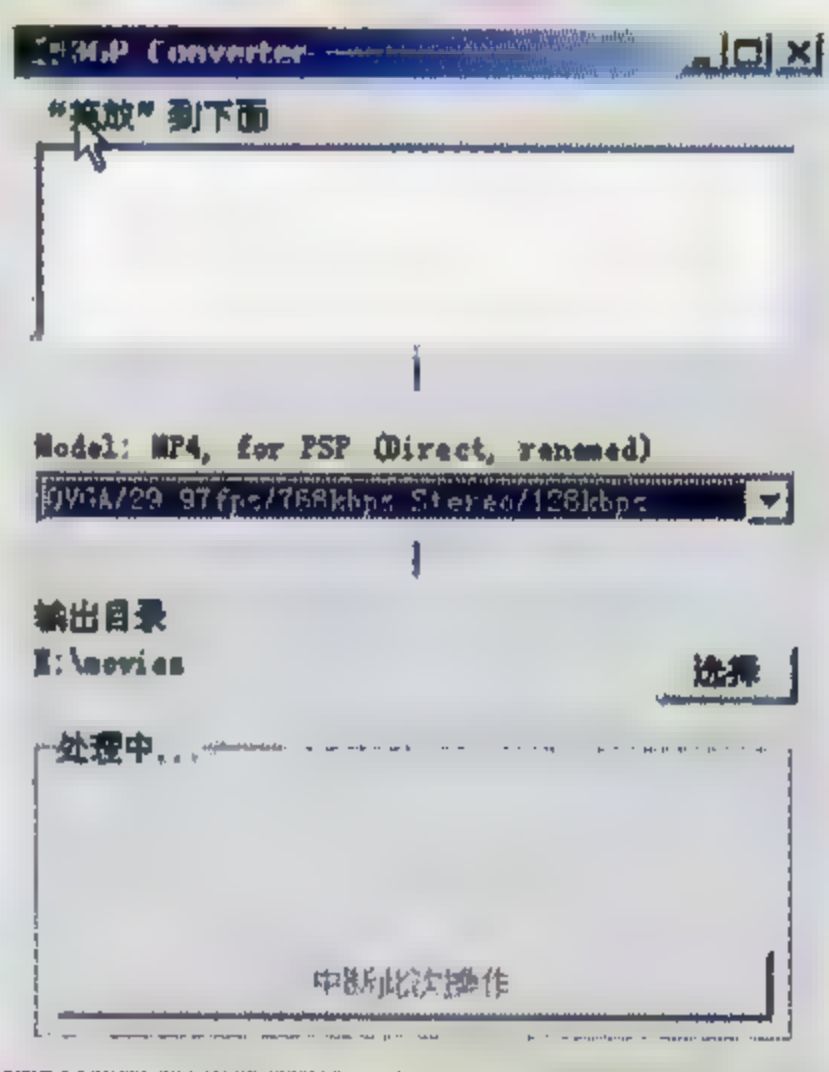 3GP Converter
“拖放” 到下面
Model: MP4, for PSP (Direct, renamed)
QVGA/29.97fps/768kbps Stereo/128kbps
输出目录
E:\movies
选择
处理中...
中断此次操作